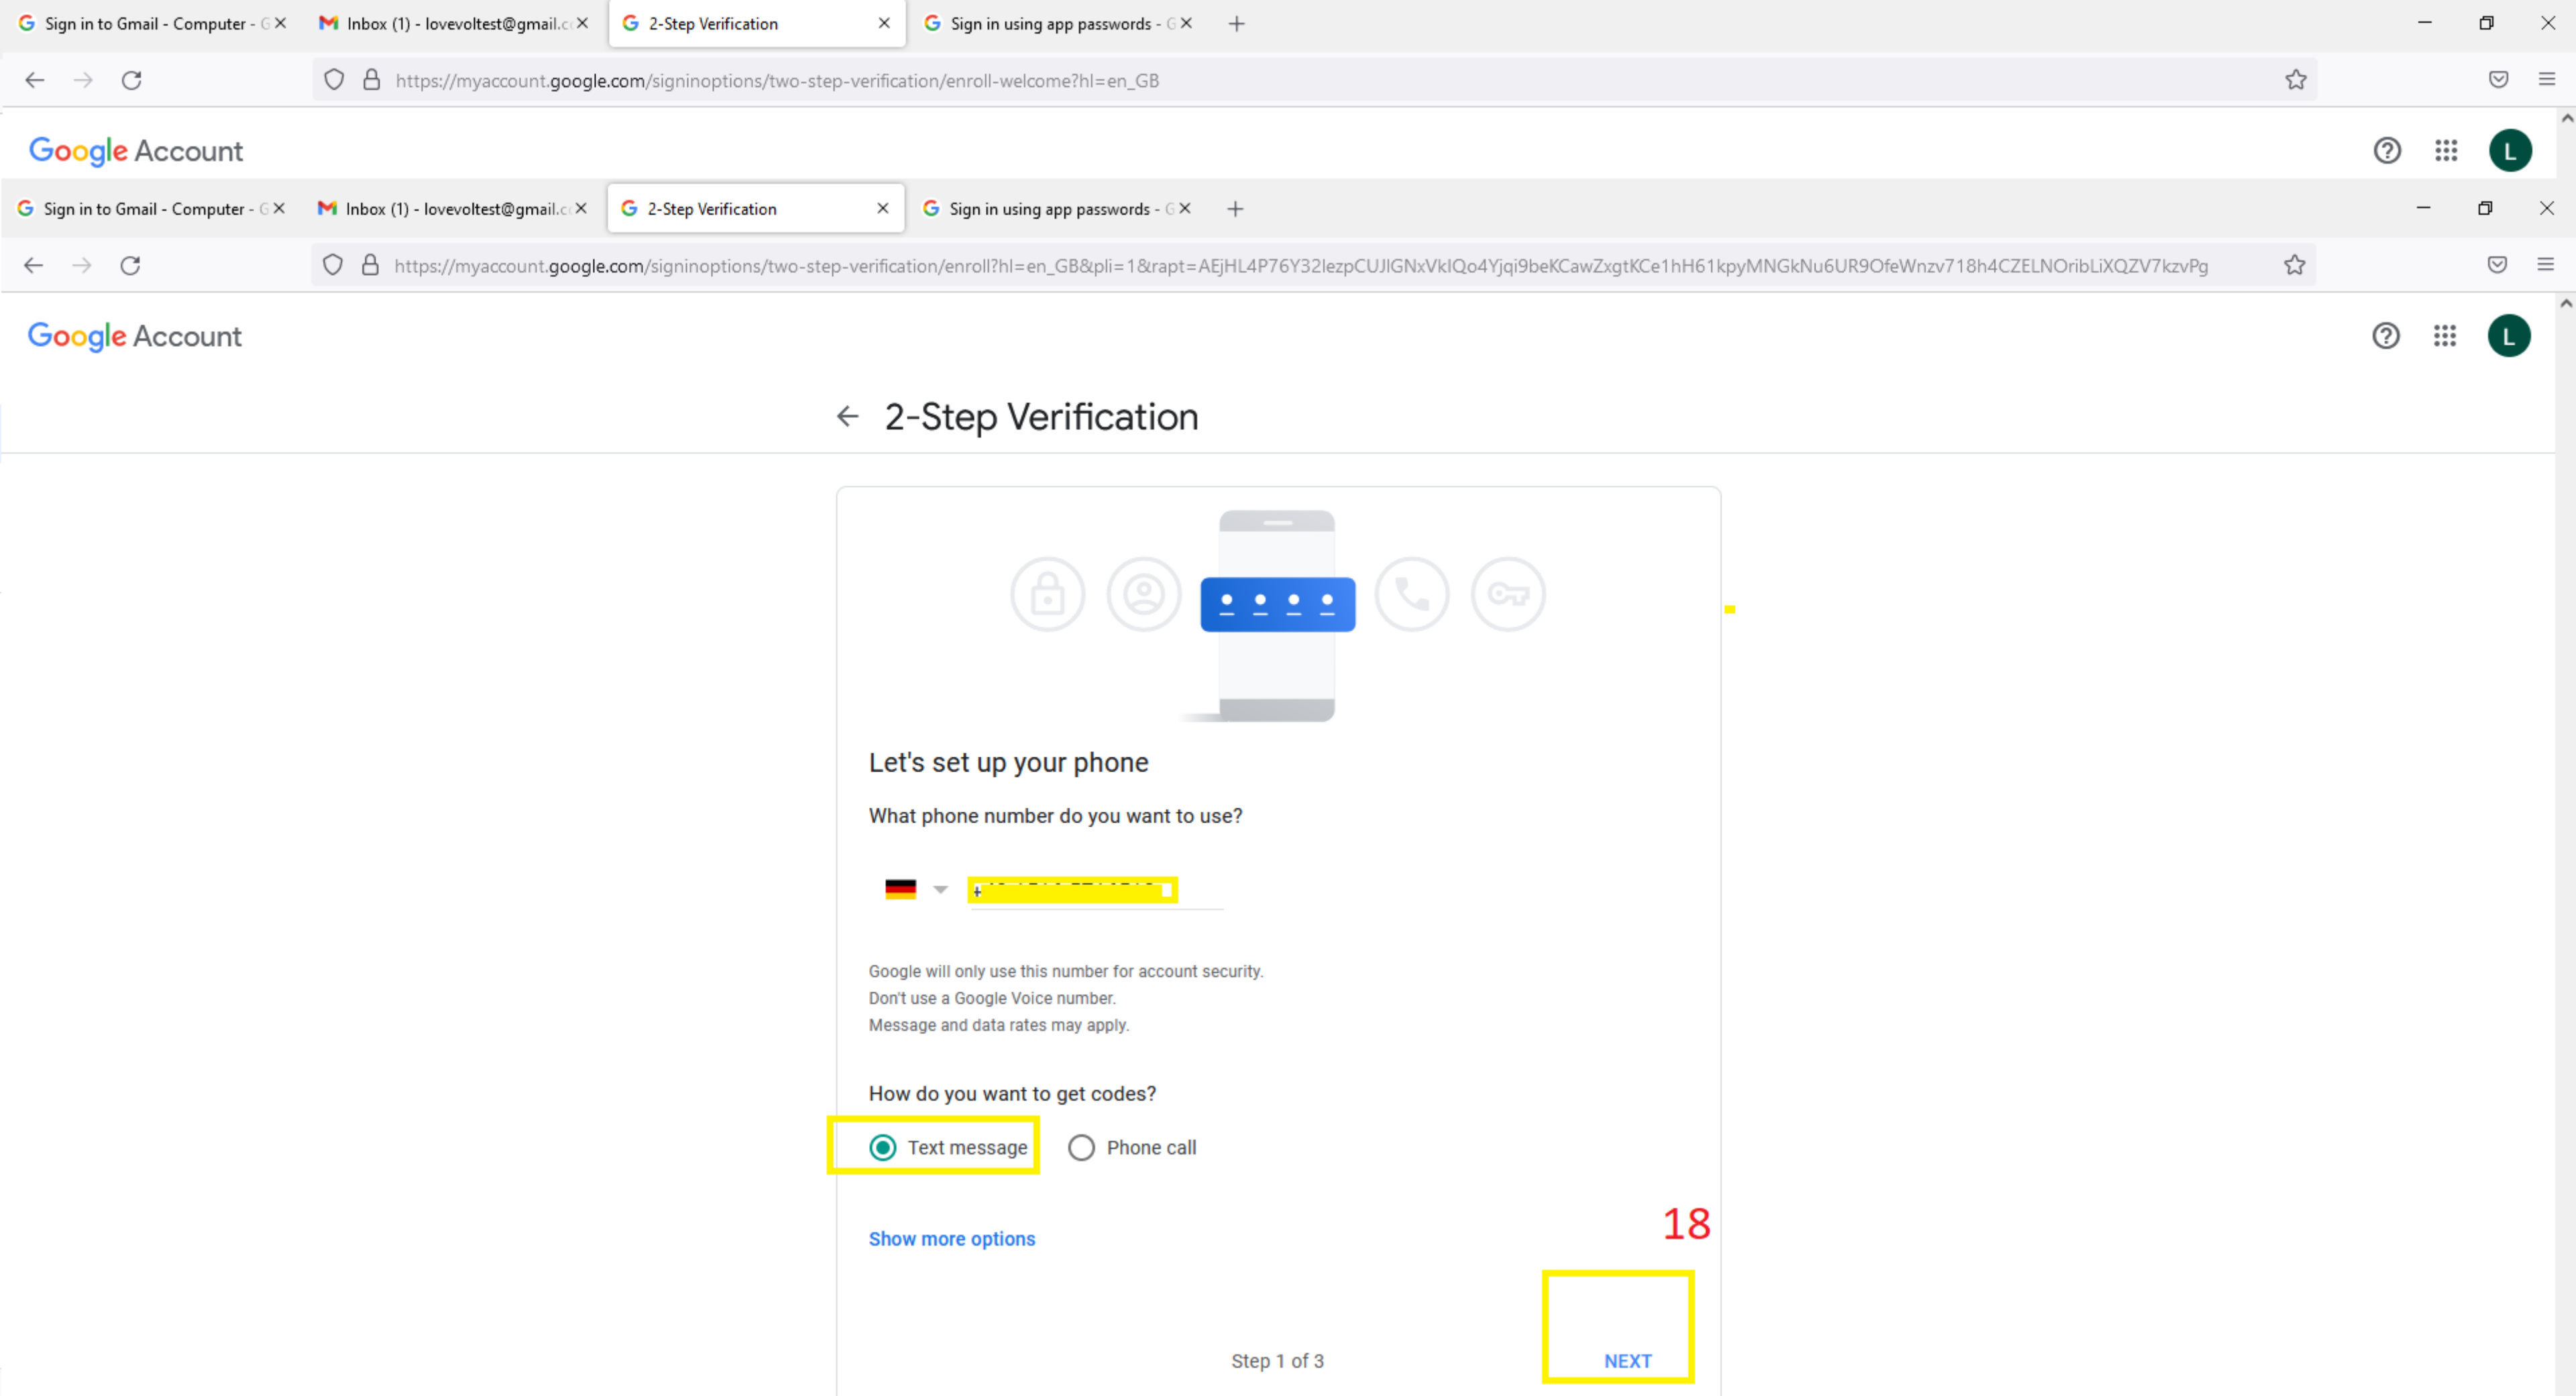 Sign in to Gmail - Computer - G
Inbox (1) - lovevoltest@gmail.c
2-Step Verification
Sign in using app passwords - G
https://myaccount.google.com/signinoptions/two-step-verification/enroll-welcome?hl=en_GB
Google Account
L
Sign in to Gmail - Computer - G
Inbox (1) - lovevoltest@gmail.c
2-Step Verification
Sign in using app passwords - G
https://myaccount.google.com/signinoptions/two-step-verification/enroll?hl=en_GB&pli=1&rapt=AEjHL4P76Y32lezpCUJlGNxVkIQo4Yjqi9beKCawZxgtKCe1hH61kpyMNGkNu6UR9OfeWnzv718h4CZELNOribLiXQZV7kzvPg
Google Account
L
2-Step Verification
Let's set up your phone
What phone number do you want to use?
+
Google will only use this number for account security.
Don't use a Google Voice number.
Message and data rates may apply.
How do you want to get codes?
Text message
Phone call
18
Show more options
Step 1 of 3
NEXT